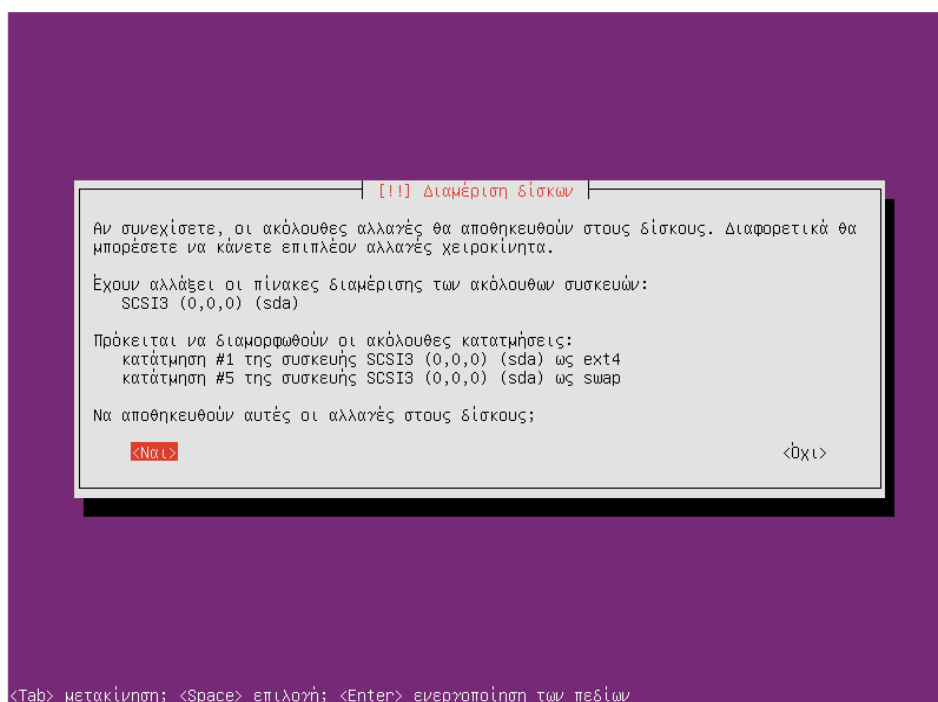 [!!] Διαμέριση δίσκων
Αν συνεχίσετε, οι ακόλουθες αλλαγές θα αποθηκευθούν στους δίσκους. Διαφορετικά θα
μπορέσετε να κάνετε επιπλέον αλλαγές χειροκίνητα.
Έχουν αλλάξει οι πίνακες διαμέρισης των ακόλουθων συσκευών:
SCSI3 (0,0,0) (sda)
Πρόκειται να διαμορφωθούν οι ακόλουθες κατατμήσεις:
κατάτμηση #1 της συσκευής SCSI3 (0,0,0) (sda) ως ext4
κατάτμηση #5 της συσκευής SCSI3 (0,0,0) (sda) ως swap
Να αποθηκευθούν αυτές οι αλλαγές στους δίσκους;
<Ναι> <Όχι>
<Tab> μετακίνηση; <Space> επιλογή; <Enter> ενεργοποίηση των πεδίων